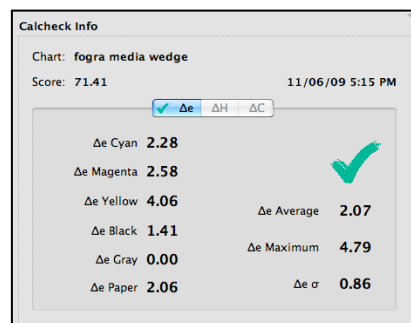 Calcheck Info
Chart: fogra media wedge
Score: 71.41 11/06/09 5:15 PM
Δe ΔH ΔC
Δe Cyan 2.28
Δe Magenta 2.58
Δe Yellow 4.06
Δe Black 1.41
Δe Gray 0.00
Δe Paper 2.06
Δe Average 2.07
Δe Maximum 4.79
Δe σ 0.86